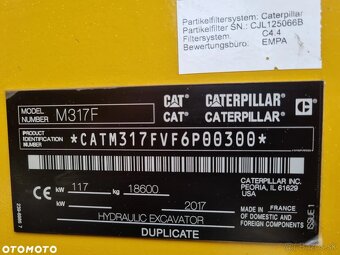 Partikelfiltersystem: Caterpillar
Partikelfilter SN.: CJL125066B
Filtersystem: C4.4
Bewertungsbüro: EMPA
MODEL NUMBER M317F
CAT® CATERPILLAR®
CAT CATERPILLAR
PRODUCT IDENTIFICATION NUMBER
*CATM317FVF6P00300*
CE kW 117 kg 18600
CATERPILLAR INC.
PEORIA, IL 61629
USA
kW 2017
MADE IN FRANCE
OF DOMESTIC AND
FOREIGN COMPONENTS
HYDRAULIC EXCAVATOR
DUPLICATE
ISSUE 1
OTOMOTO